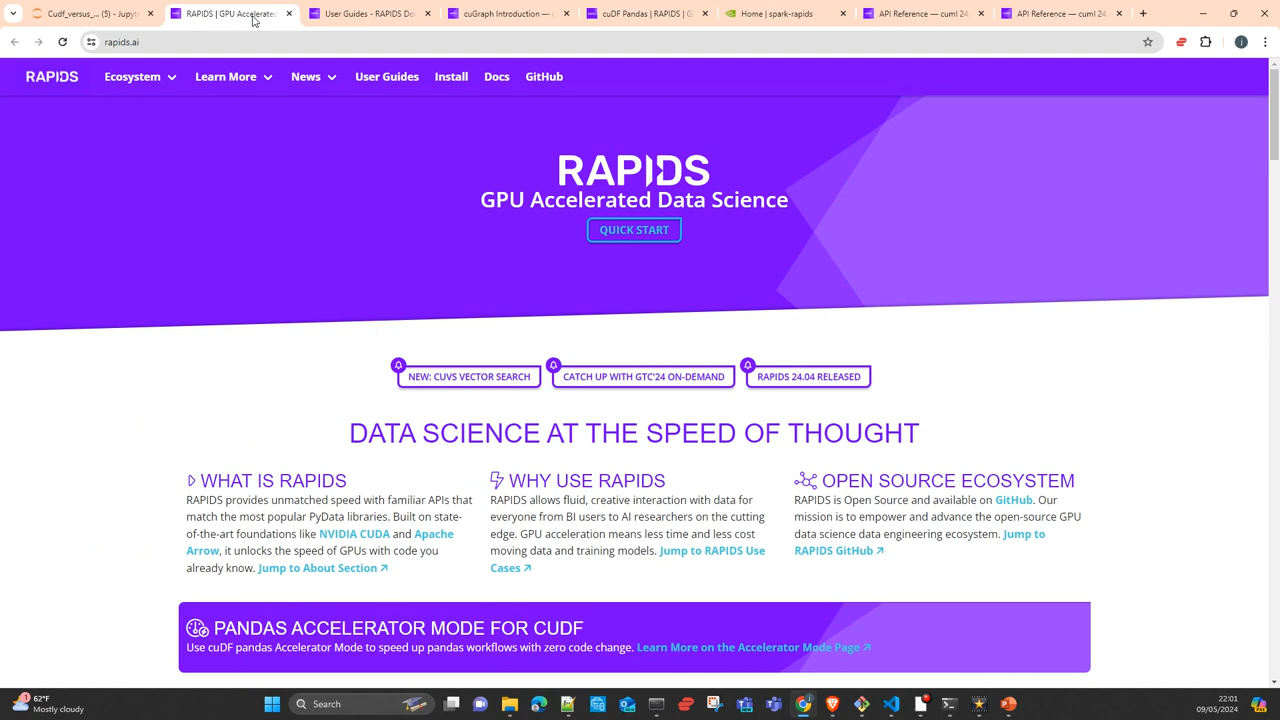 Cudf_versus_... (5) - Jupyt
RAPIDS | GPU Accelerated
User Guides - RAPIDS Do
cuGraph Introduction — c
cuDF Pandas | RAPIDS | G
Home | spark-rapids
API Reference — cuml 24
API Reference — cuml 24.
rapids.ai
RAPIDS
Ecosystem
Learn More
News
User Guides
Install
Docs
GitHub
RAPIDS
GPU Accelerated Data Science
QUICK START
NEW: CUVS VECTOR SEARCH
CATCH UP WITH GTC'24 ON-DEMAND
RAPIDS 24.04 RELEASED
DATA SCIENCE AT THE SPEED OF THOUGHT
WHAT IS RAPIDS
RAPIDS provides unmatched speed with familiar APIs that
match the most popular PyData libraries. Built on state-
of-the-art foundations like NVIDIA CUDA and Apache
Arrow, it unlocks the speed of GPUs with code you
already know. Jump to About Section
WHY USE RAPIDS
RAPIDS allows fluid, creative interaction with data for
everyone from BI users to AI researchers on the cutting
edge. GPU acceleration means less time and less cost
moving data and training models. Jump to RAPIDS Use
Cases
OPEN SOURCE ECOSYSTEM
RAPIDS is Open Source and available on GitHub. Our
mission is to empower and advance the open-source GPU
data science data engineering ecosystem. Jump to
RAPIDS GitHub
PANDAS ACCELERATOR MODE FOR CUDF
Use cuDF pandas Accelerator Mode to speed up pandas workflows with zero code change. Learn More on the Accelerator Mode Page
1
62°F
Mostly cloudy
Search
22:01
09/05/2024